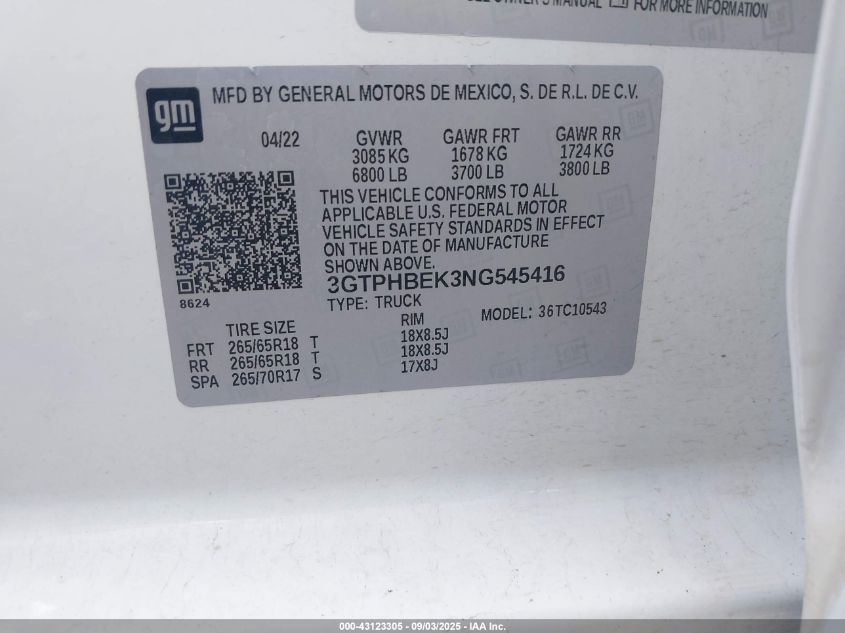 OWNER'S MANUAL FOR MORE INFORMATION
gm
MFD BY GENERAL MOTORS DE MEXICO, S. DE R.L. DE C.V.
04/22 GVWR GAWR FRT GAWR RR
3085 KG 1678 KG 1724 KG
6800 LB 3700 LB 3800 LB
THIS VEHICLE CONFORMS TO ALL
APPLICABLE U.S. FEDERAL MOTOR
VEHICLE SAFETY STANDARDS IN EFFECT
ON THE DATE OF MANUFACTURE
SHOWN ABOVE.
3GTPHBEK3NG545416
8624
TYPE: TRUCK MODEL: 36TC10543
TIRE SIZE RIM
FRT 265/65R18 T 18X8.5J
RR 265/65R18 T 18X8.5J
SPA 265/70R17 S 17X8J
000-43123305 - 09/03/2025 - IAA Inc.